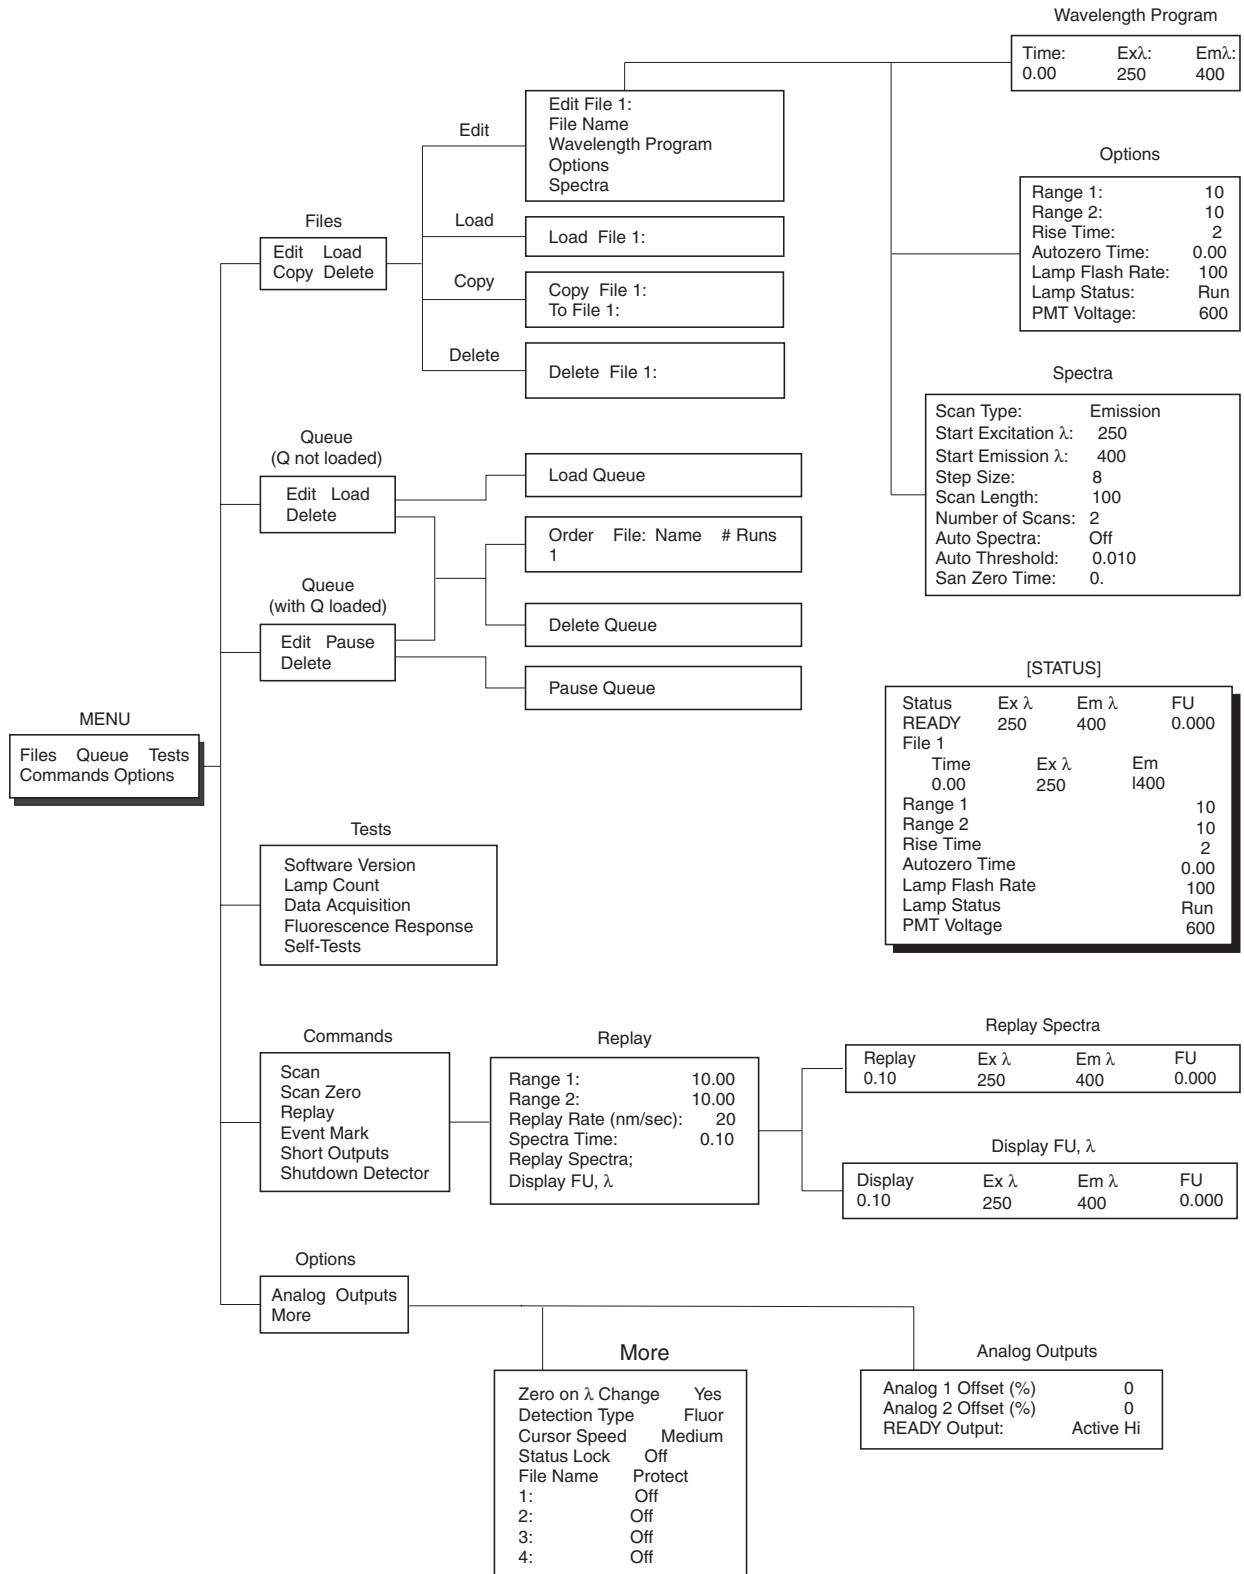 Wavelength Program
Time: Exλ: Emλ:
0.00 250 400
Edit
Edit File 1:
File Name
Wavelength Program
Options
Spectra
Options
Range 1: 10
Range 2: 10
Rise Time: 2
Autozero Time: 0.00
Lamp Flash Rate: 100
Lamp Status: Run
PMT Voltage: 600
Files
Edit Load
Copy Delete
Load
Load File 1:
Copy
Copy File 1:
To File 1:
Delete
Delete File 1:
Spectra
Scan Type: Emission
Start Excitation λ: 250
Start Emission λ: 400
Step Size: 8
Scan Length: 100
Number of Scans: 2
Auto Spectra: Off
Auto Threshold: 0.010
San Zero Time: 0.
Queue
(Q not loaded)
Edit Load
Delete
Load Queue
Order File: Name # Runs
1
Queue
(with Q loaded)
Edit Pause
Delete
Delete Queue
Pause Queue
[STATUS]
Status Ex λ Em λ FU
READY 250 400 0.000
File 1
Time Ex λ Em
0.00 250 l400
Range 1 10
Range 2 10
Rise Time 2
Autozero Time 0.00
Lamp Flash Rate 100
Lamp Status Run
PMT Voltage 600
MENU
Files Queue Tests
Commands Options
Tests
Software Version
Lamp Count
Data Acquisition
Fluorescence Response
Self-Tests
Commands
Scan
Scan Zero
Replay
Event Mark
Short Outputs
Shutdown Detector
Replay
Range 1: 10.00
Range 2: 10.00
Replay Rate (nm/sec): 20
Spectra Time: 0.10
Replay Spectra;
Display FU, λ
Replay Spectra
Replay Ex λ Em λ FU
0.10 250 400 0.000
Display FU, λ
Display Ex λ Em λ FU
0.10 250 400 0.000
Options
Analog Outputs
More
More
Zero on λ Change Yes
Detection Type Fluor
Cursor Speed Medium
Status Lock Off
File Name Protect
1: Off
2: Off
3: Off
4: Off
Analog Outputs
Analog 1 Offset (%) 0
Analog 2 Offset (%) 0
READY Output: Active Hi